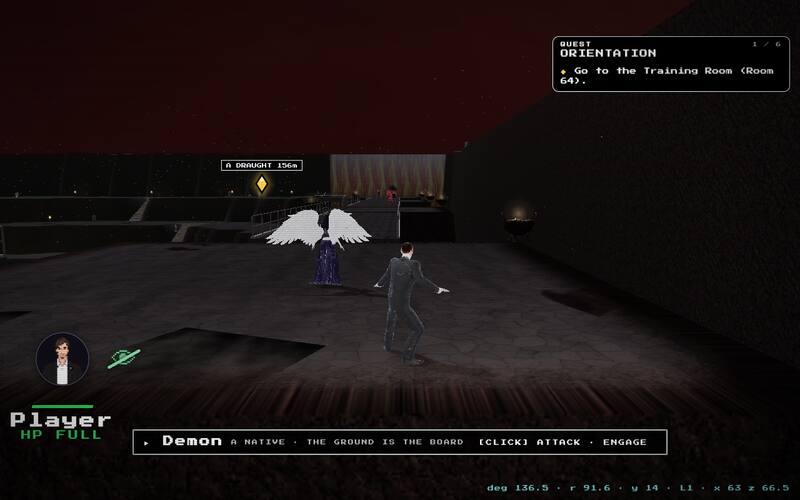 QUEST 1 / 6
ORIENTATION
◆ Go to the Training Room (Room
64).
A DRAUGHT 156m
Player
HP FULL
▸ Demon A NATIVE · THE GROUND IS THE BOARD [CLICK] ATTACK · ENGAGE
deg 136.5 · r 91.6 · y 14 · L1 · x 63 z 66.5